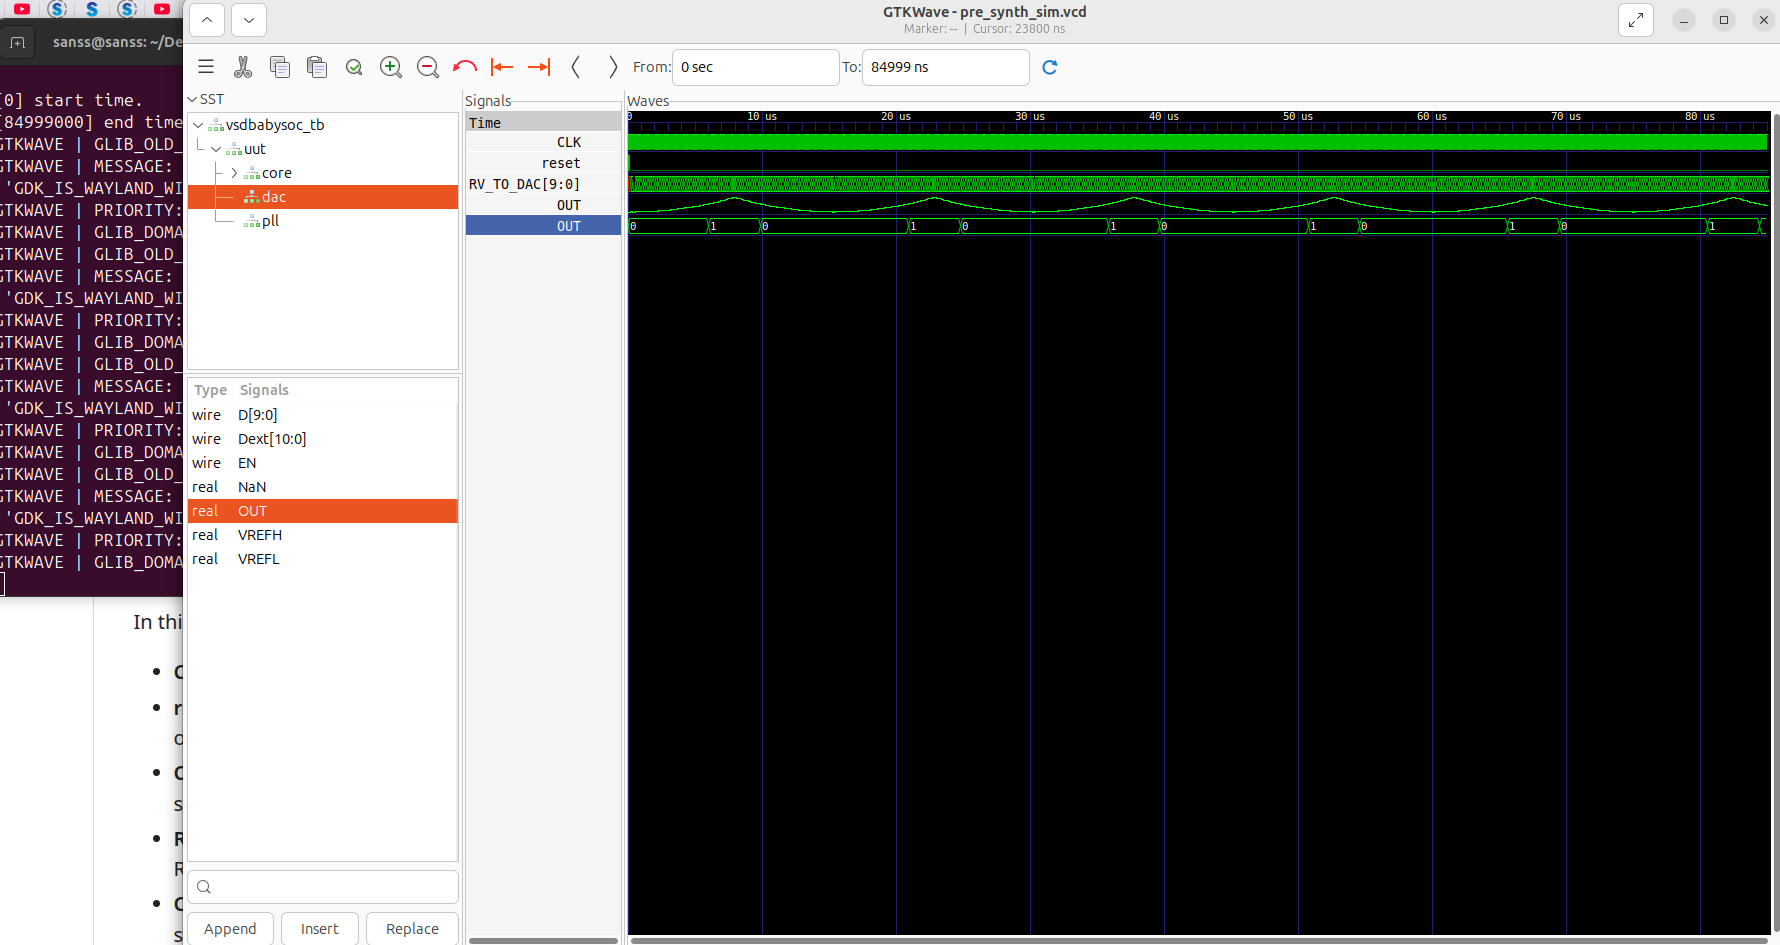 GTKWave - pre_synth_sim.vcd
Marker: -- | Cursor: 23800 ns
sanss@sanss: ~/De
From: 0 sec To: 84999 ns
[0] start time.
[84999000] end time
GTKWAVE | GLIB_OLD_
GTKWAVE | MESSAGE:
'GDK_IS_WAYLAND_WI
GTKWAVE | PRIORITY:
GTKWAVE | GLIB_DOMA
GTKWAVE | GLIB_OLD_
GTKWAVE | MESSAGE:
'GDK_IS_WAYLAND_WI
GTKWAVE | PRIORITY:
GTKWAVE | GLIB_DOMA
GTKWAVE | GLIB_OLD_
GTKWAVE | MESSAGE:
'GDK_IS_WAYLAND_WI
GTKWAVE | PRIORITY:
GTKWAVE | GLIB_DOMA
GTKWAVE | GLIB_OLD_
GTKWAVE | MESSAGE:
'GDK_IS_WAYLAND_WI
GTKWAVE | PRIORITY:
GTKWAVE | GLIB_DOMA
In thi
SST
vsdbabysoc_tb
uut
core
dac
pll
Type Signals
wire D[9:0]
wire Dext[10:0]
wire EN
real NaN
real OUT
real VREFH
real VREFL
Append Insert Replace
Signals
Time
CLK
reset
RV_TO_DAC[9:0]
OUT
OUT
Waves
0 10 us 20 us 30 us 40 us 50 us 60 us 70 us 80 us
0 1 0 1 0 1 0 1 0 1 0 1